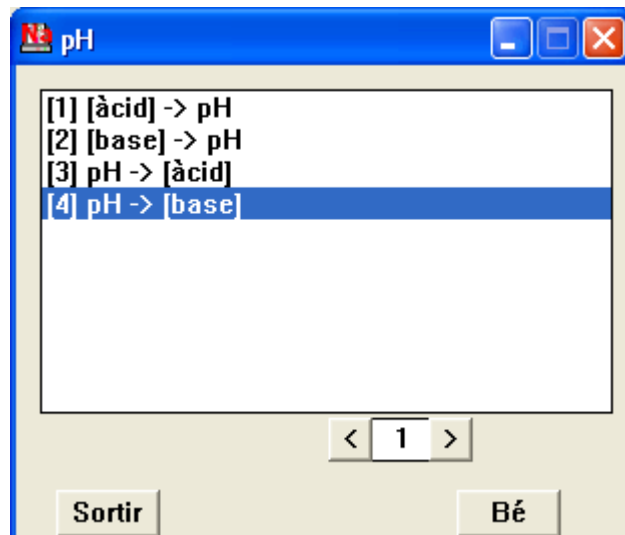 pH
[1] [àcid] -> pH
[2] [base] -> pH
[3] pH -> [àcid]
[4] pH -> [base]
< 1 >
Sortir Bé